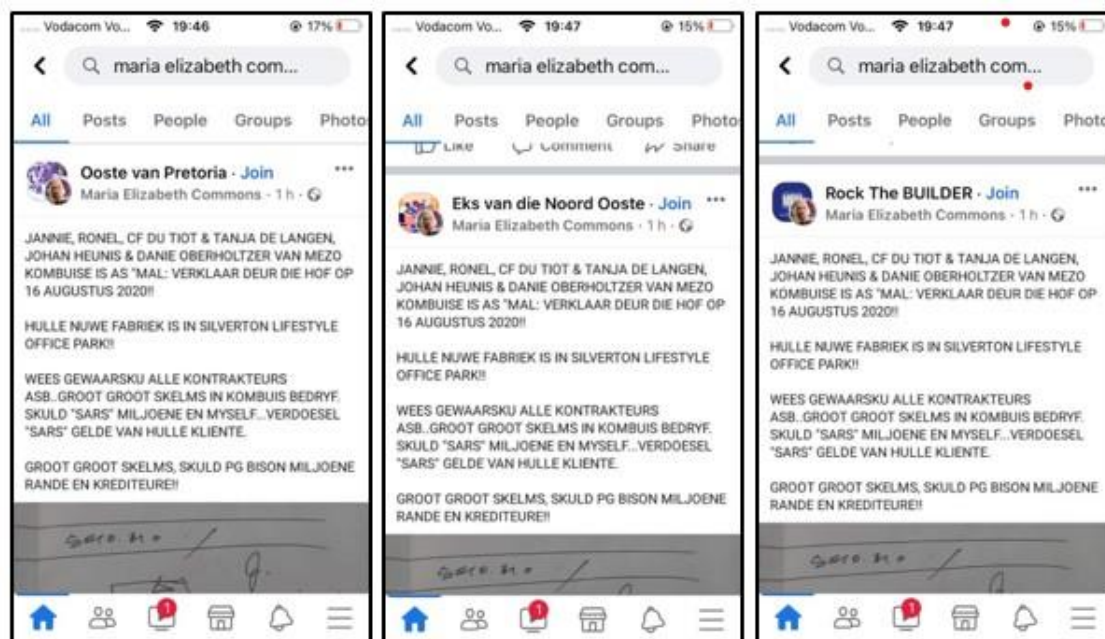 Vodacom Vo... 19:46 17%
maria elizabeth com...
All Posts People Groups Photo
Ooste van Pretoria · Join
Maria Elizabeth Commons · 1 h ·
JANNIE, RONEL, CF DU TIOT & TANJA DE LANGEN,
JOHAN HEUNIS & DANIE OBERHOLTZER VAN MEZO
KOMBUISE IS AS "MAL: VERKLAAR DEUR DIE HOF OP
16 AUGUSTUS 2020!!
HULLE NUWE FABRIEK IS IN SILVERTON LIFESTYLE
OFFICE PARK!!
WEES GEWAARSKU ALLE KONTRAKTEURS
ASB..GROOT GROOT SKELMS IN KOMBUIS BEDRYF.
SKULD "SARS" MILJOENE EN MYSELF...VERDOESEL
"SARS" GELDE VAN HULLE KLIENTE.
GROOT GROOT SKELMS, SKULD PG BISON MILJOENE
RANDE EN KREDITEURE!!
1
Vodacom Vo... 19:47 15%
maria elizabeth com...
All Posts People Groups Photo
Like Comment Share
Eks van die Noord Ooste · Join
Maria Elizabeth Commons · 1 h ·
JANNIE, RONEL, CF DU TIOT & TANJA DE LANGEN,
JOHAN HEUNIS & DANIE OBERHOLTZER VAN MEZO
KOMBUISE IS AS "MAL: VERKLAAR DEUR DIE HOF OP
16 AUGUSTUS 2020!!
HULLE NUWE FABRIEK IS IN SILVERTON LIFESTYLE
OFFICE PARK!!
WEES GEWAARSKU ALLE KONTRAKTEURS
ASB..GROOT GROOT SKELMS IN KOMBUIS BEDRYF.
SKULD "SARS" MILJOENE EN MYSELF...VERDOESEL
"SARS" GELDE VAN HULLE KLIENTE.
GROOT GROOT SKELMS, SKULD PG BISON MILJOENE
RANDE EN KREDITEURE!!
1
Vodacom Vo... 19:47 15%
maria elizabeth com...
All Posts People Groups Photo
Rock The BUILDER · Join
Maria Elizabeth Commons · 1 h ·
JANNIE, RONEL, CF DU TIOT & TANJA DE LANGEN,
JOHAN HEUNIS & DANIE OBERHOLTZER VAN MEZO
KOMBUISE IS AS "MAL: VERKLAAR DEUR DIE HOF OP
16 AUGUSTUS 2020!!
HULLE NUWE FABRIEK IS IN SILVERTON LIFESTYLE
OFFICE PARK!!
WEES GEWAARSKU ALLE KONTRAKTEURS
ASB..GROOT GROOT SKELMS IN KOMBUIS BEDRYF.
SKULD "SARS" MILJOENE EN MYSELF...VERDOESEL
"SARS" GELDE VAN HULLE KLIENTE.
GROOT GROOT SKELMS, SKULD PG BISON MILJOENE
RANDE EN KREDITEURE!!
1